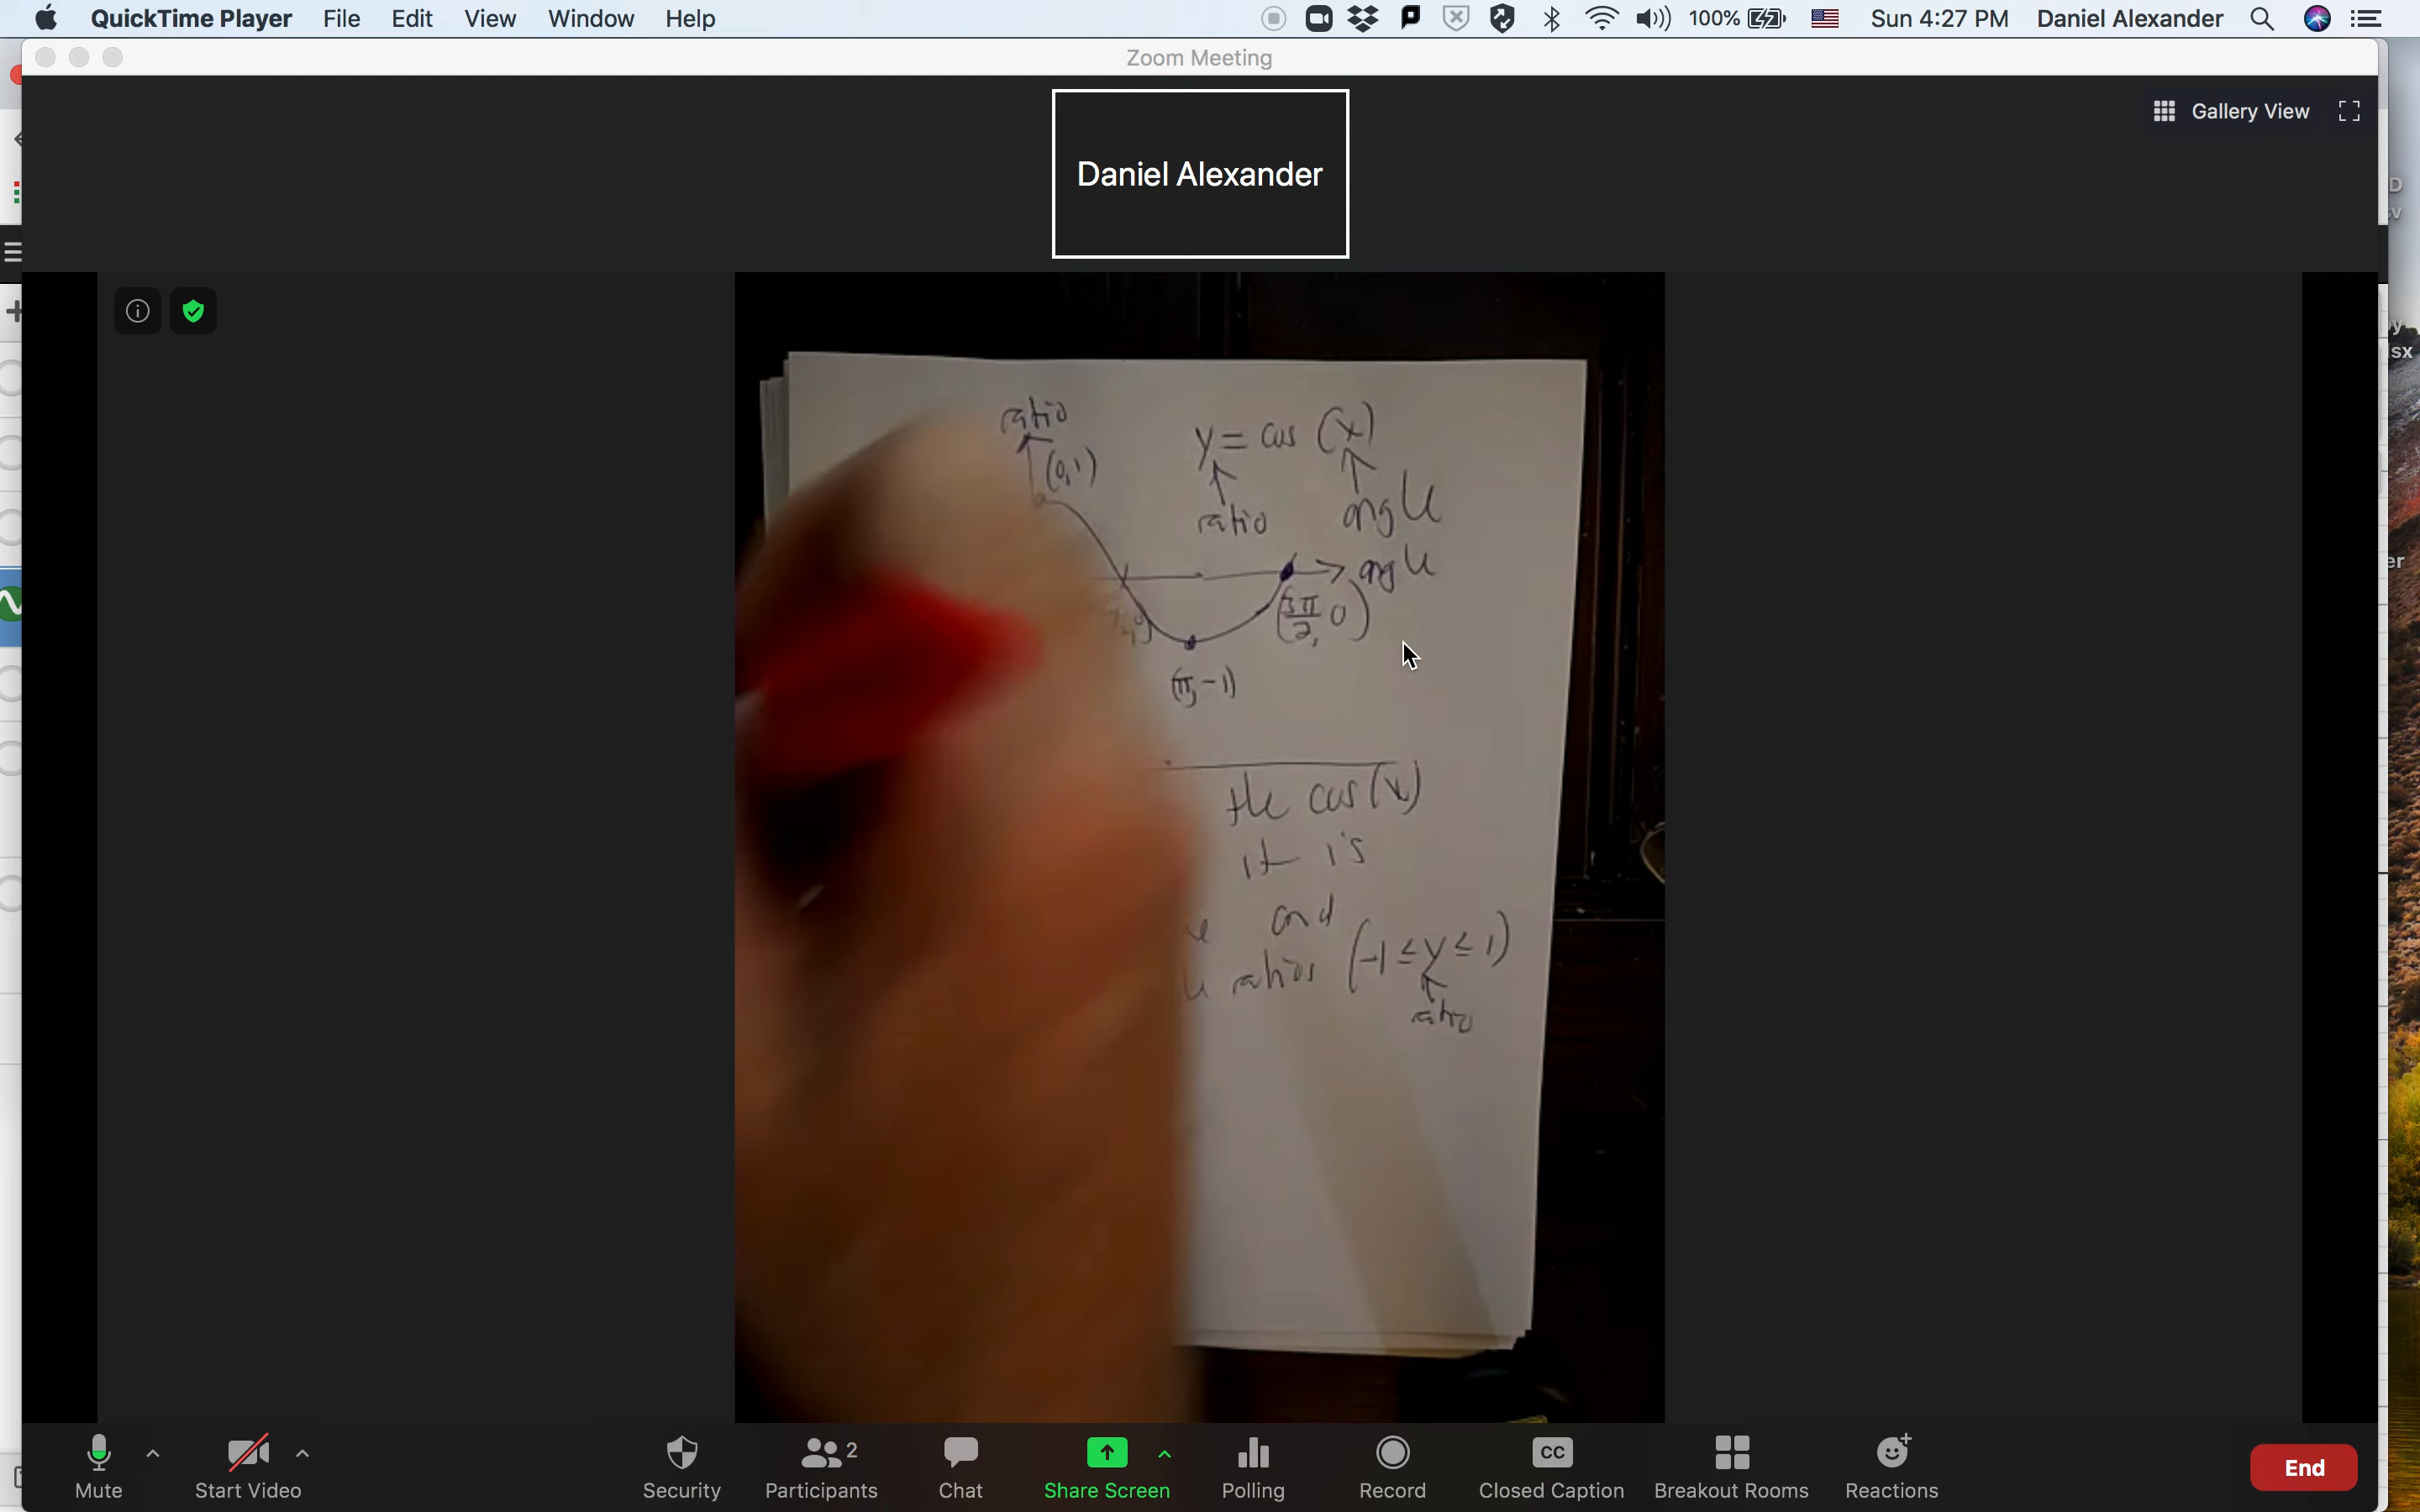 QuickTime Player File Edit View Window Help 100% Sun 4:27 PM Daniel Alexander
Zoom Meeting
Daniel Alexander
Gallery View
ratio
(0,1)
y = cos (x)
ratio angle
angle
(3π/2, 0)
(π, -1)
the cos(x)
it is
and
ratios (-1 ≤ y ≤ 1)
ratio
Mute Start Video Security Participants 2 Chat Share Screen Polling Record CC Closed Caption Breakout Rooms Reactions End